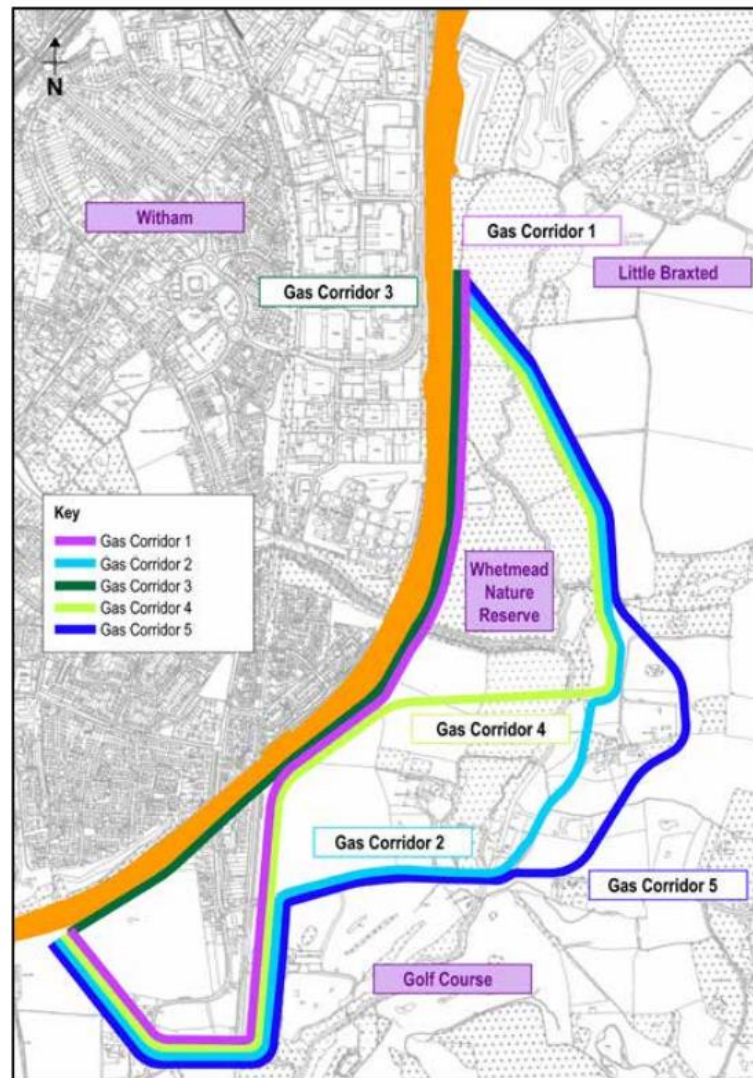 N
Witham
Gas Corridor 1
Little Braxted
Gas Corridor 3
Key
Gas Corridor 1
Gas Corridor 2
Gas Corridor 3
Gas Corridor 4
Gas Corridor 5
Whetmead
Nature
Reserve
Gas Corridor 4
Gas Corridor 2
Gas Corridor 5
Golf Course